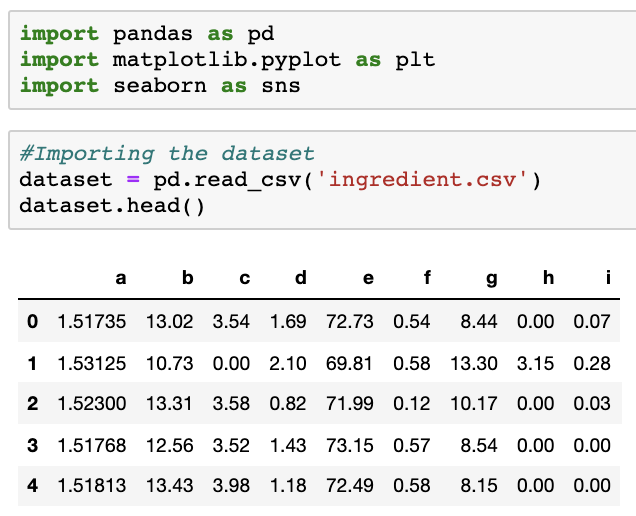 import pandas as pd
import matplotlib.pyplot as plt
import seaborn as sns
#Importing the dataset
dataset = pd.read_csv('ingredient.csv')
dataset.head()
a b c d e f g h i
0 1.51735 13.02 3.54 1.69 72.73 0.54 8.44 0.00 0.07
1 1.53125 10.73 0.00 2.10 69.81 0.58 13.30 3.15 0.28
2 1.52300 13.31 3.58 0.82 71.99 0.12 10.17 0.00 0.03
3 1.51768 12.56 3.52 1.43 73.15 0.57 8.54 0.00 0.00
4 1.51813 13.43 3.98 1.18 72.49 0.58 8.15 0.00 0.00